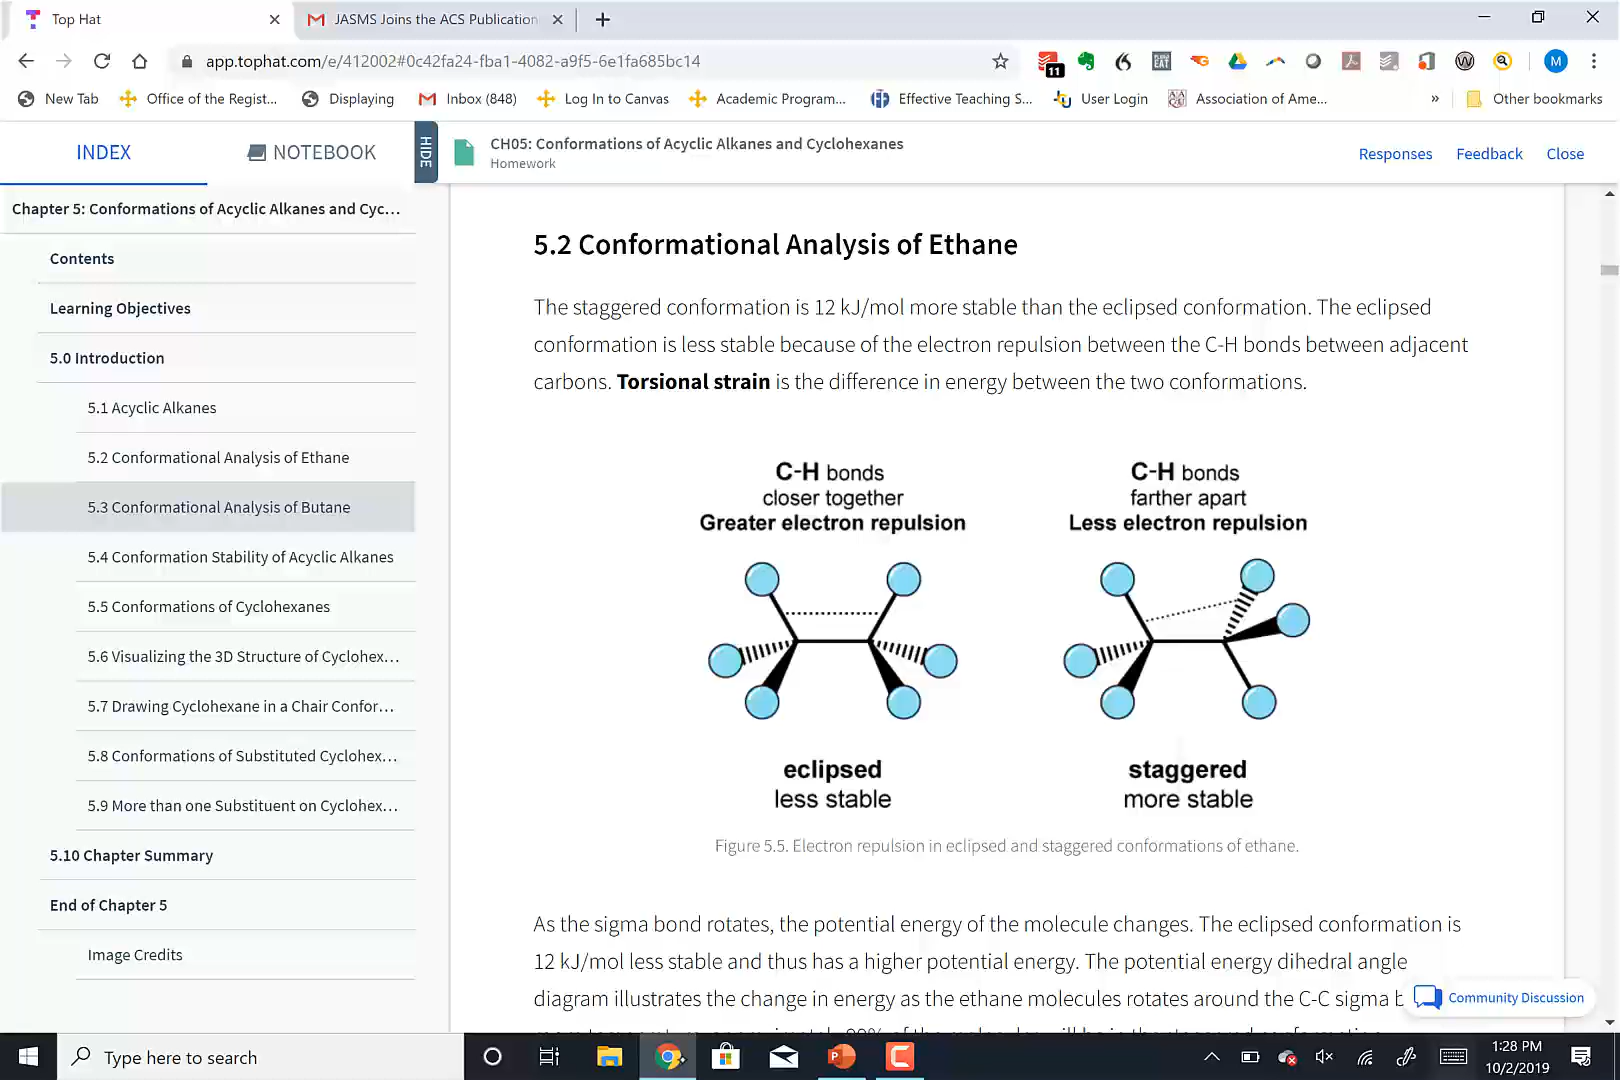 Top Hat
JASMS Joins the ACS Publication
app.tophat.com/e/412002#0c42fa24-fba1-4082-a9f5-6e1fa685bc14
11
EAT
M
New Tab
Office of the Regist...
Displaying
Inbox (848)
Log In to Canvas
Academic Program...
Effective Teaching S...
User Login
Association of Ame...
»
Other bookmarks
INDEX
NOTEBOOK
HIDE
CH05: Conformations of Acyclic Alkanes and Cyclohexanes
Homework
Responses
Feedback
Close
Chapter 5: Conformations of Acyclic Alkanes and Cyc...
Contents
Learning Objectives
5.0 Introduction
5.1 Acyclic Alkanes
5.2 Conformational Analysis of Ethane
5.3 Conformational Analysis of Butane
5.4 Conformation Stability of Acyclic Alkanes
5.5 Conformations of Cyclohexanes
5.6 Visualizing the 3D Structure of Cyclohex...
5.7 Drawing Cyclohexane in a Chair Confor...
5.8 Conformations of Substituted Cyclohex...
5.9 More than one Substituent on Cyclohex...
5.10 Chapter Summary
End of Chapter 5
Image Credits
5.2 Conformational Analysis of Ethane
The staggered conformation is 12 kJ/mol more stable than the eclipsed conformation. The eclipsed
conformation is less stable because of the electron repulsion between the C-H bonds between adjacent
carbons. Torsional strain is the difference in energy between the two conformations.
C-H bonds
closer together
Greater electron repulsion
C-H bonds
farther apart
Less electron repulsion
eclipsed
less stable
staggered
more stable
Figure 5.5. Electron repulsion in eclipsed and staggered conformations of ethane.
As the sigma bond rotates, the potential energy of the molecule changes. The eclipsed conformation is
12 kJ/mol less stable and thus has a higher potential energy. The potential energy dihedral angle
diagram illustrates the change in energy as the ethane molecules rotates around the C-C sigma
Community Discussion
Type here to search
1:28 PM
10/2/2019